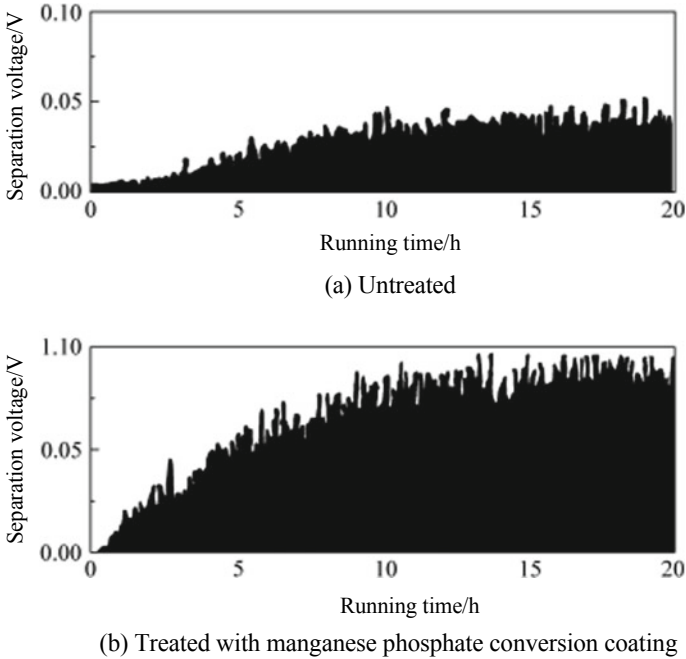 Separation voltage/V
0.10
0.05
0.00
0
5
10
15
20
Running time/h
(a) Untreated
Separation voltage/V
1.10
0.05
0.00
0
5
10
15
20
Running time/h
(b) Treated with manganese phosphate conversion coating